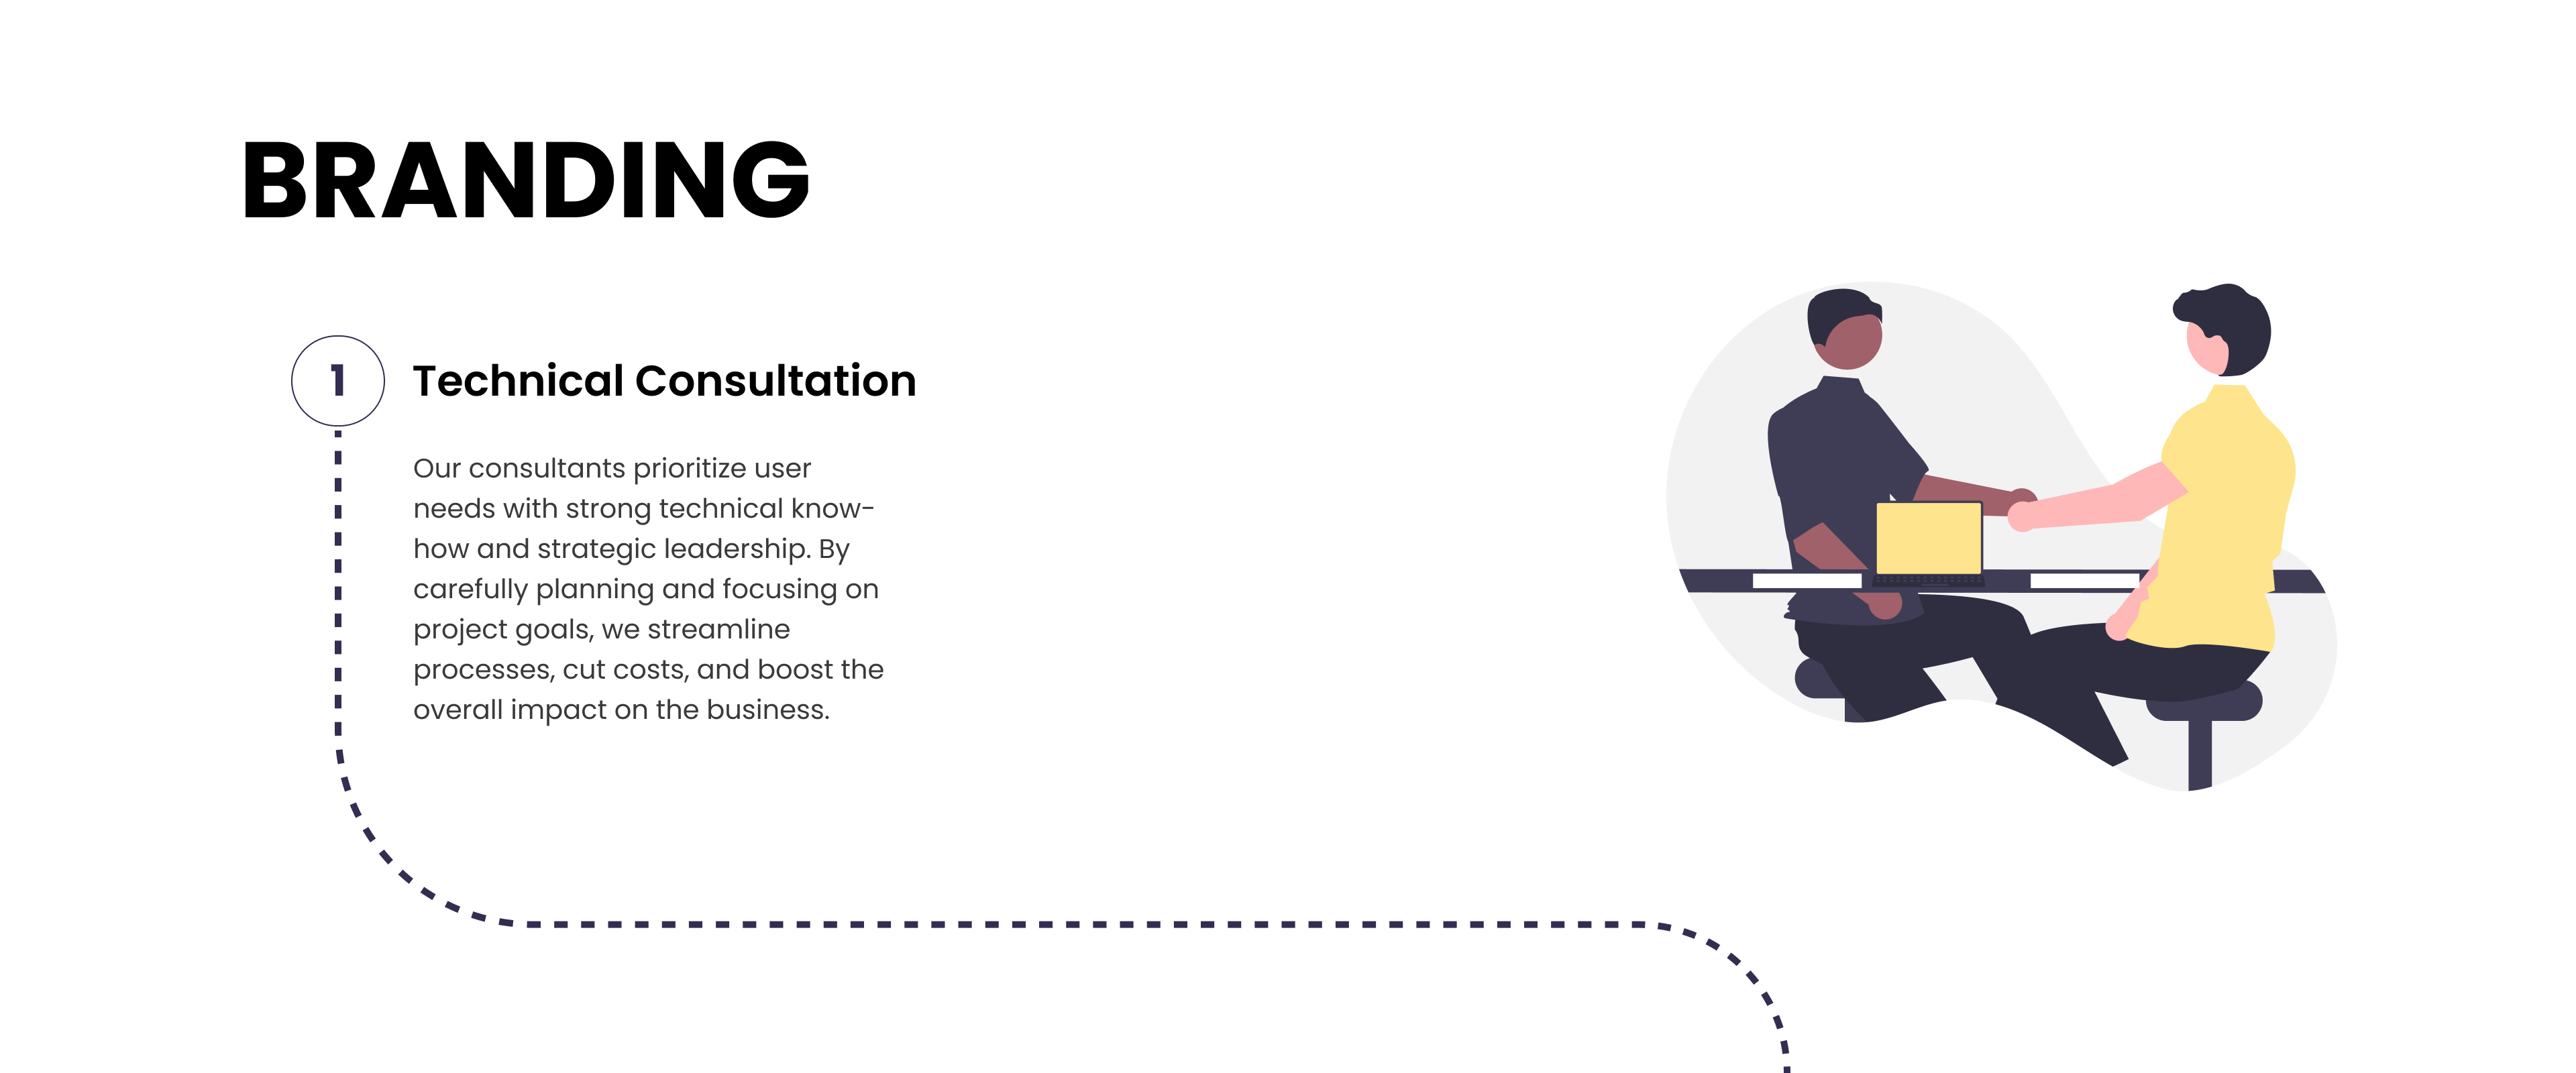 BRANDING
1
Technical Consultation
Our consultants prioritize user
needs with strong technical know-
how and strategic leadership. By
carefully planning and focusing on
project goals, we streamline
processes, cut costs, and boost the
overall impact on the business.